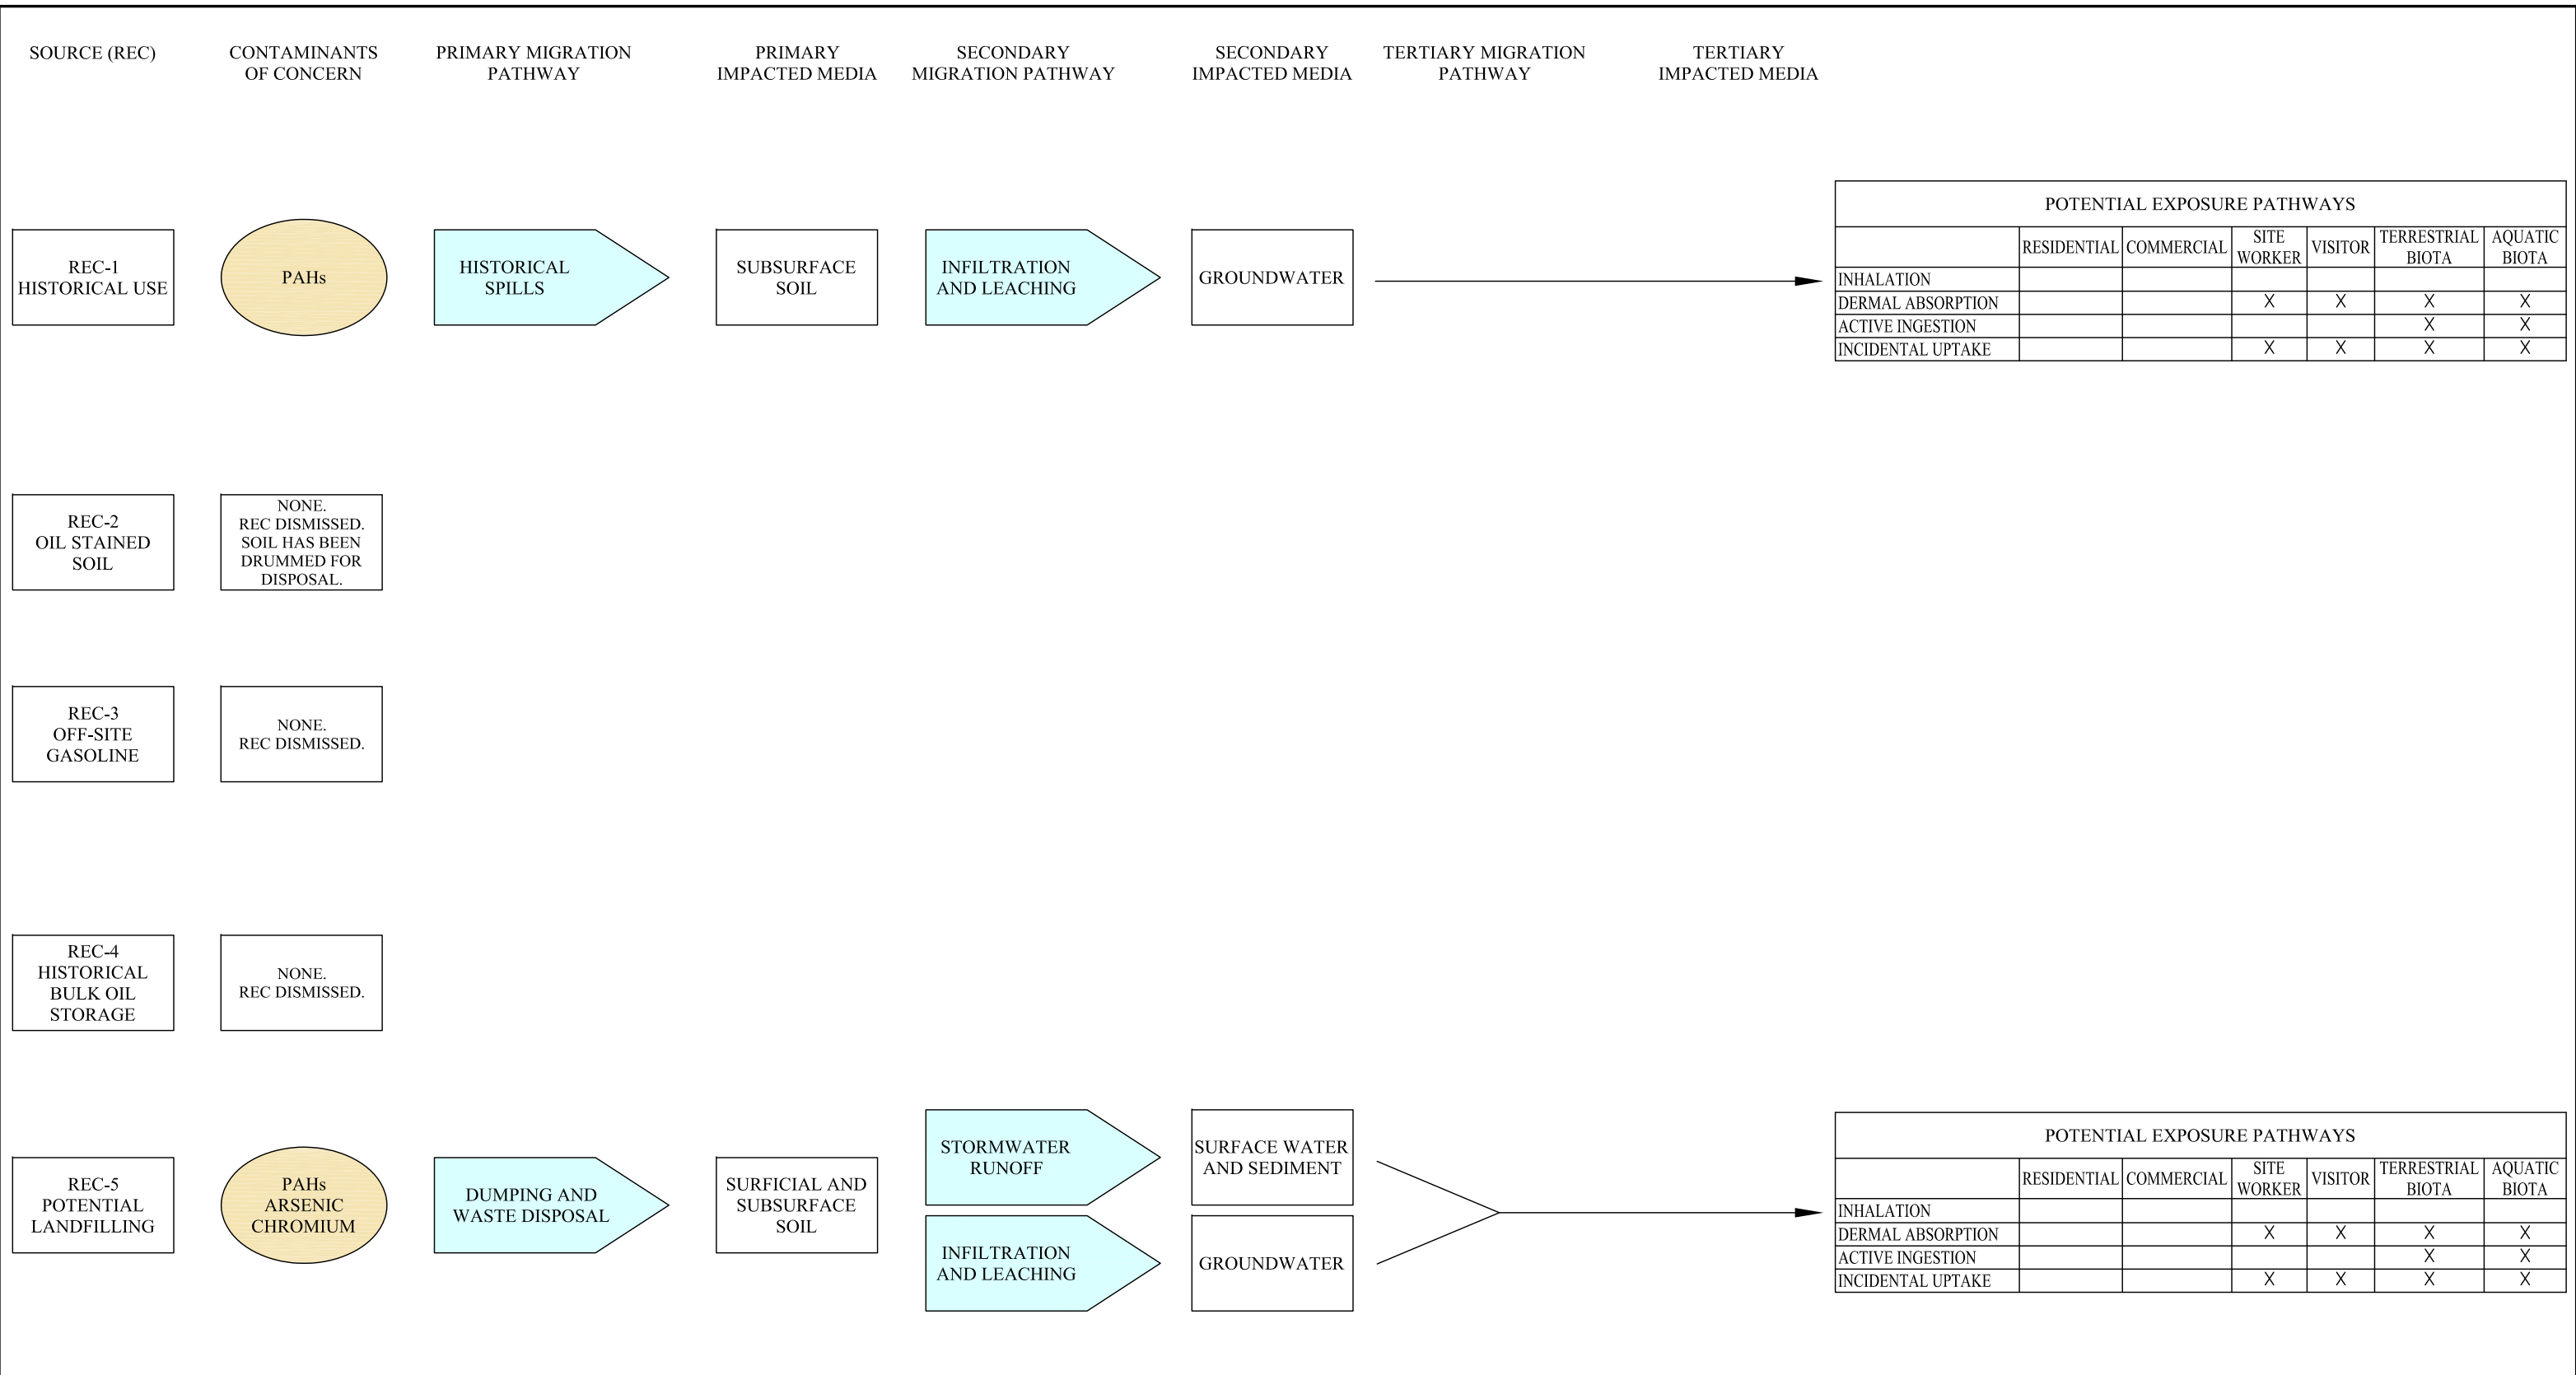 SOURCE (REC)
CONTAMINANTS
OF CONCERN
PRIMARY MIGRATION
PATHWAY
PRIMARY
IMPACTED MEDIA
SECONDARY
MIGRATION PATHWAY
SECONDARY
IMPACTED MEDIA
TERTIARY MIGRATION
PATHWAY
TERTIARY
IMPACTED MEDIA
REC-1
HISTORICAL USE
PAHs
HISTORICAL
SPILLS
SUBSURFACE
SOIL
INFILTRATION
AND LEACHING
GROUNDWATER
POTENTIAL EXPOSURE PATHWAYS
RESIDENTIAL COMMERCIAL SITE WORKER VISITOR TERRESTRIAL BIOTA AQUATIC BIOTA
INHALATION
DERMAL ABSORPTION X X X X
ACTIVE INGESTION X X
INCIDENTAL UPTAKE X X X X
REC-2
OIL STAINED
SOIL
NONE.
REC DISMISSED.
SOIL HAS BEEN
DRUMMED FOR
DISPOSAL.
REC-3
OFF-SITE
GASOLINE
NONE.
REC DISMISSED.
REC-4
HISTORICAL
BULK OIL
STORAGE
NONE.
REC DISMISSED.
REC-5
POTENTIAL
LANDFILLING
PAHs
ARSENIC
CHROMIUM
DUMPING AND
WASTE DISPOSAL
SURFICIAL AND
SUBSURFACE
SOIL
STORMWATER
RUNOFF
SURFACE WATER
AND SEDIMENT
INFILTRATION
AND LEACHING
GROUNDWATER
POTENTIAL EXPOSURE PATHWAYS
RESIDENTIAL COMMERCIAL SITE WORKER VISITOR TERRESTRIAL BIOTA AQUATIC BIOTA
INHALATION
DERMAL ABSORPTION X X X X
ACTIVE INGESTION X X
INCIDENTAL UPTAKE X X X X